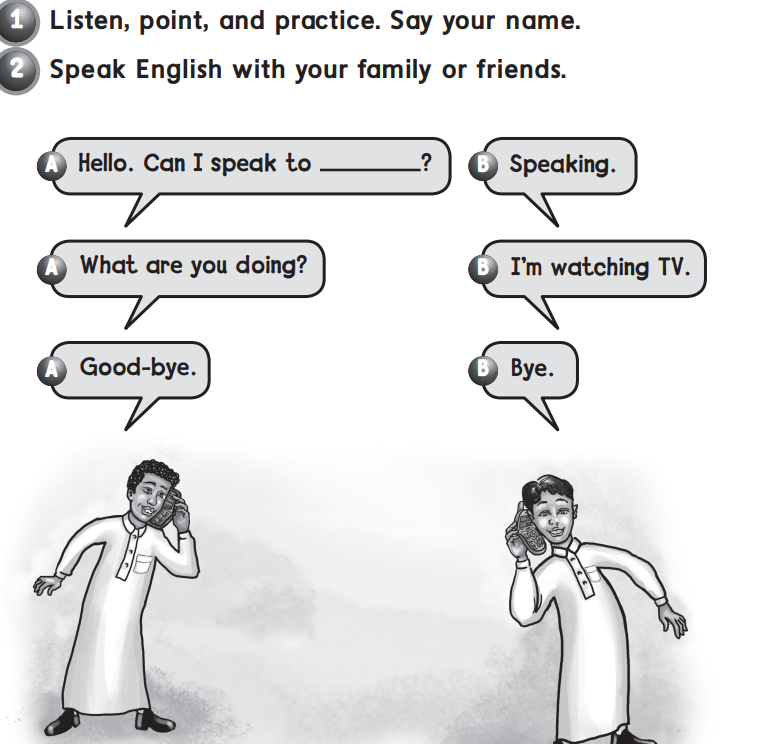 1 Listen, point, and practice. Say your name.
2 Speak English with your family or friends.
A Hello. Can I speak to __________?
B Speaking.
A What are you doing?
B I'm watching TV.
A Good-bye.
B Bye.